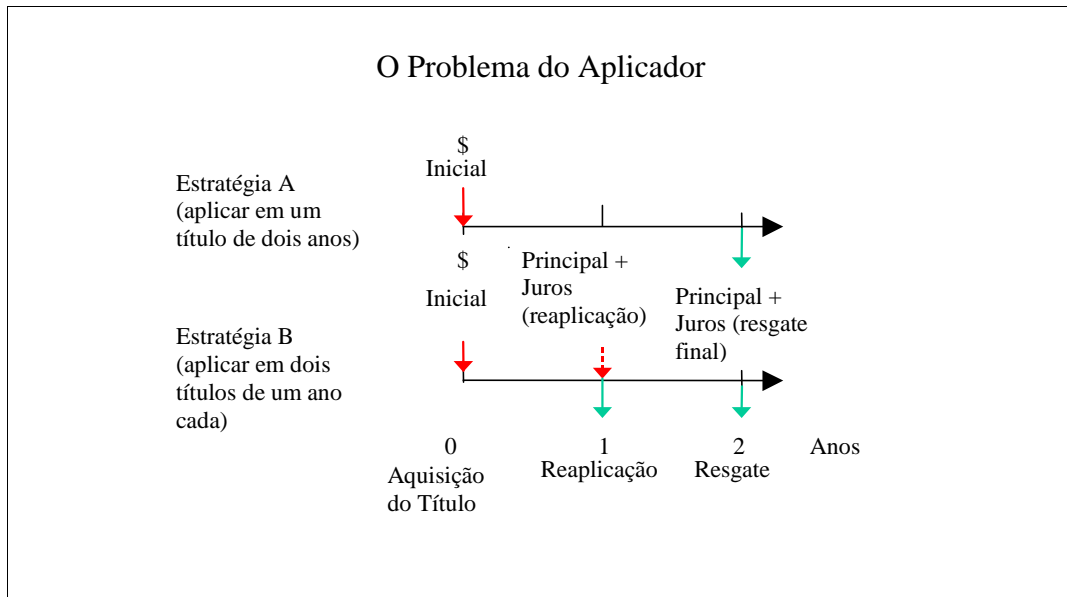 O Problema do Aplicador
$
Inicial
Estratégia A
(aplicar em um
título de dois anos)
$
Inicial
Principal +
Juros
(reaplicação)
Principal +
Juros (resgate
final)
Estratégia B
(aplicar em dois
títulos de um ano
cada)
0
1
2
Anos
Aquisição
do Título
Reaplicação
Resgate